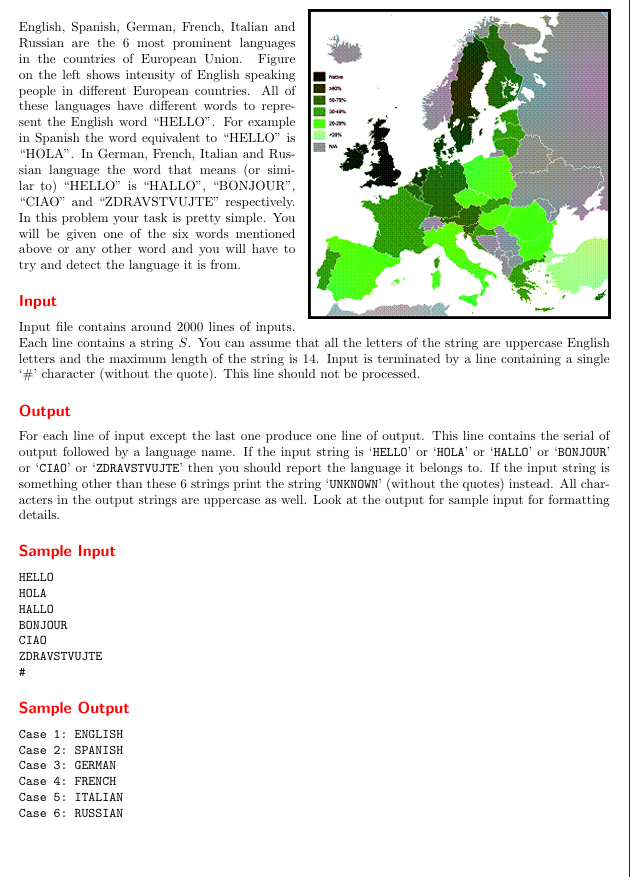 English, Spanish, German, French, Italian and
Russian are the 6 most prominent languages
in the countries of European Union. Figure
on the left shows intensity of English speaking
people in different European countries. All of
these languages have different words to repre-
sent the English word “HELLO”. For example
in Spanish the word equivalent to “HELLO” is
“HOLA”. In German, French, Italian and Rus-
sian language the word that means (or simi-
lar to) “HELLO” is “HALLO”, “BONJOUR”,
“CIAO” and “ZDRAVSTVUJTE” respectively.
In this problem your task is pretty simple. You
will be given one of the six words mentioned
above or any other word and you will have to
try and detect the language it is from.
Native
50-79%
30-49%
20-29%
<20%
N/A
Input
Input file contains around 2000 lines of inputs.
Each line contains a string S. You can assume that all the letters of the string are uppercase English
letters and the maximum length of the string is 14. Input is terminated by a line containing a single
‘#’ character (without the quote). This line should not be processed.
Output
For each line of input except the last one produce one line of output. This line contains the serial of
output followed by a language name. If the input string is ‘HELLO’ or ‘HOLA’ or ‘HALLO’ or ‘BONJOUR’
or ‘CIAO’ or ‘ZDRAVSTVUJTE’ then you should report the language it belongs to. If the input string is
something other than these 6 strings print the string ‘UNKNOWN’ (without the quotes) instead. All char-
acters in the output strings are uppercase as well. Look at the output for sample input for formatting
details.
Sample Input
HELLO
HOLA
HALLO
BONJOUR
CIAO
ZDRAVSTVUJTE
#
Sample Output
Case 1: ENGLISH
Case 2: SPANISH
Case 3: GERMAN
Case 4: FRENCH
Case 5: ITALIAN
Case 6: RUSSIAN